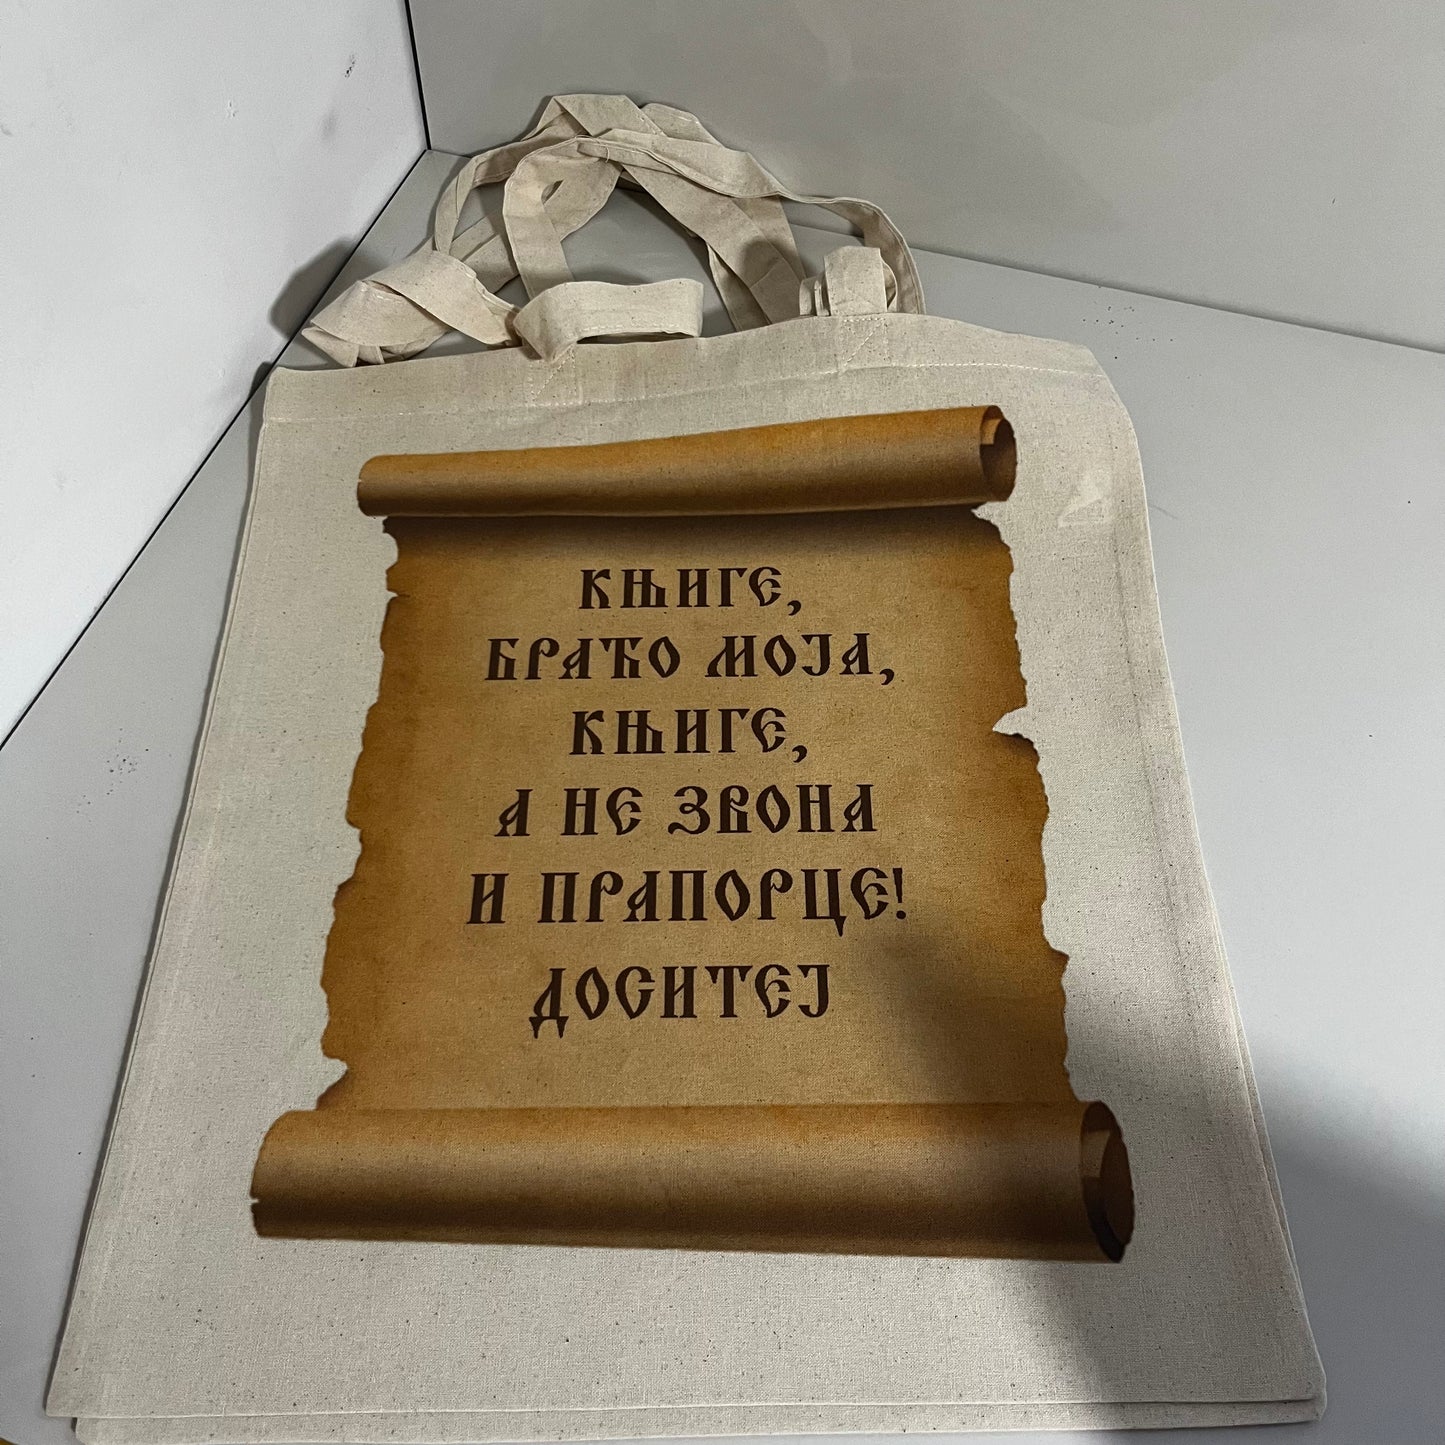 КЊИГЕ,
БРАЋО МОЈА,
КЊИГЕ,
А НЕ ЗВОНА
И ПРАПОРЦЕ!
ДОСИТЕЈ